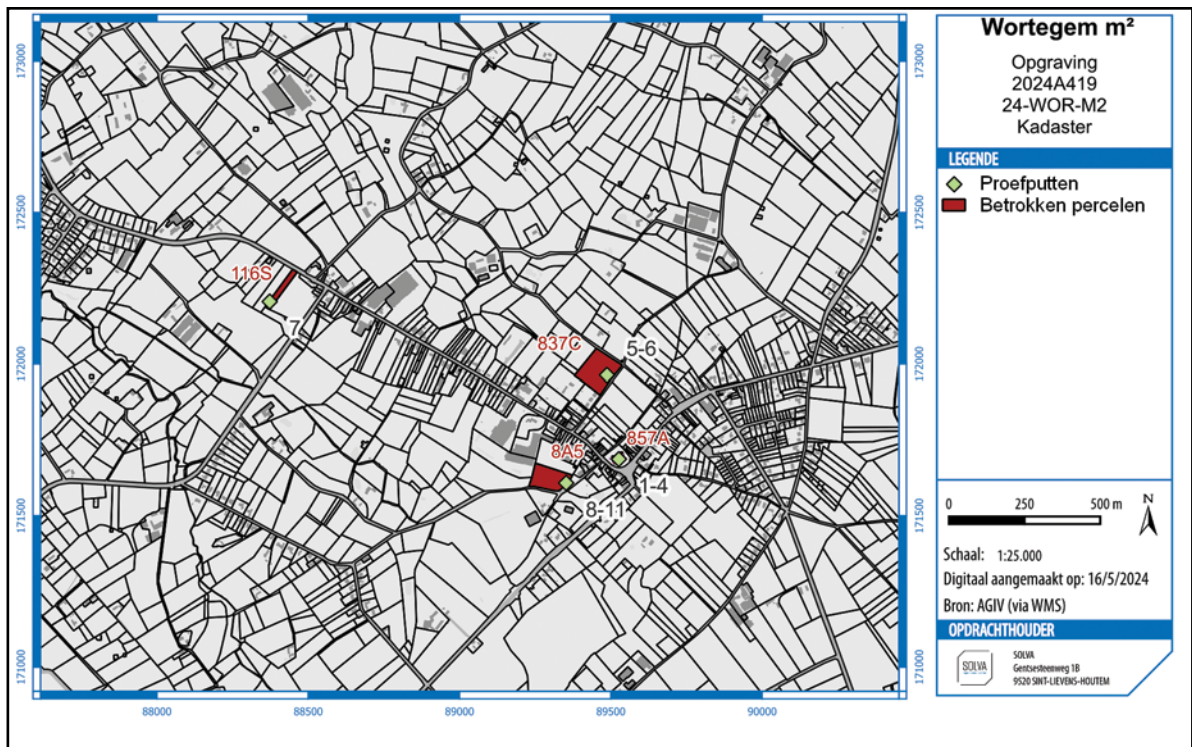 173000
172500
172000
171500
171000
88000
88500
89000
89500
90000
116S
7
837C
5-6
857A
8A5
1-4
8-11
Wortegem m²
Opgraving
2024A419
24-WOR-M2
Kadaster
LEGENDE
Proefputten
Betrokken percelen
0 250 500 m
N
Schaal: 1:25.000
Digitaal aangemaakt op: 16/5/2024
Bron: AGIV (via WMS)
OPDRACHTHOUDER
SOLVA
SOLVA
Gentsesteenweg 1B
9520 SINT-LIEVENS-HOUTEM
173000
172500
172000
171500
171000